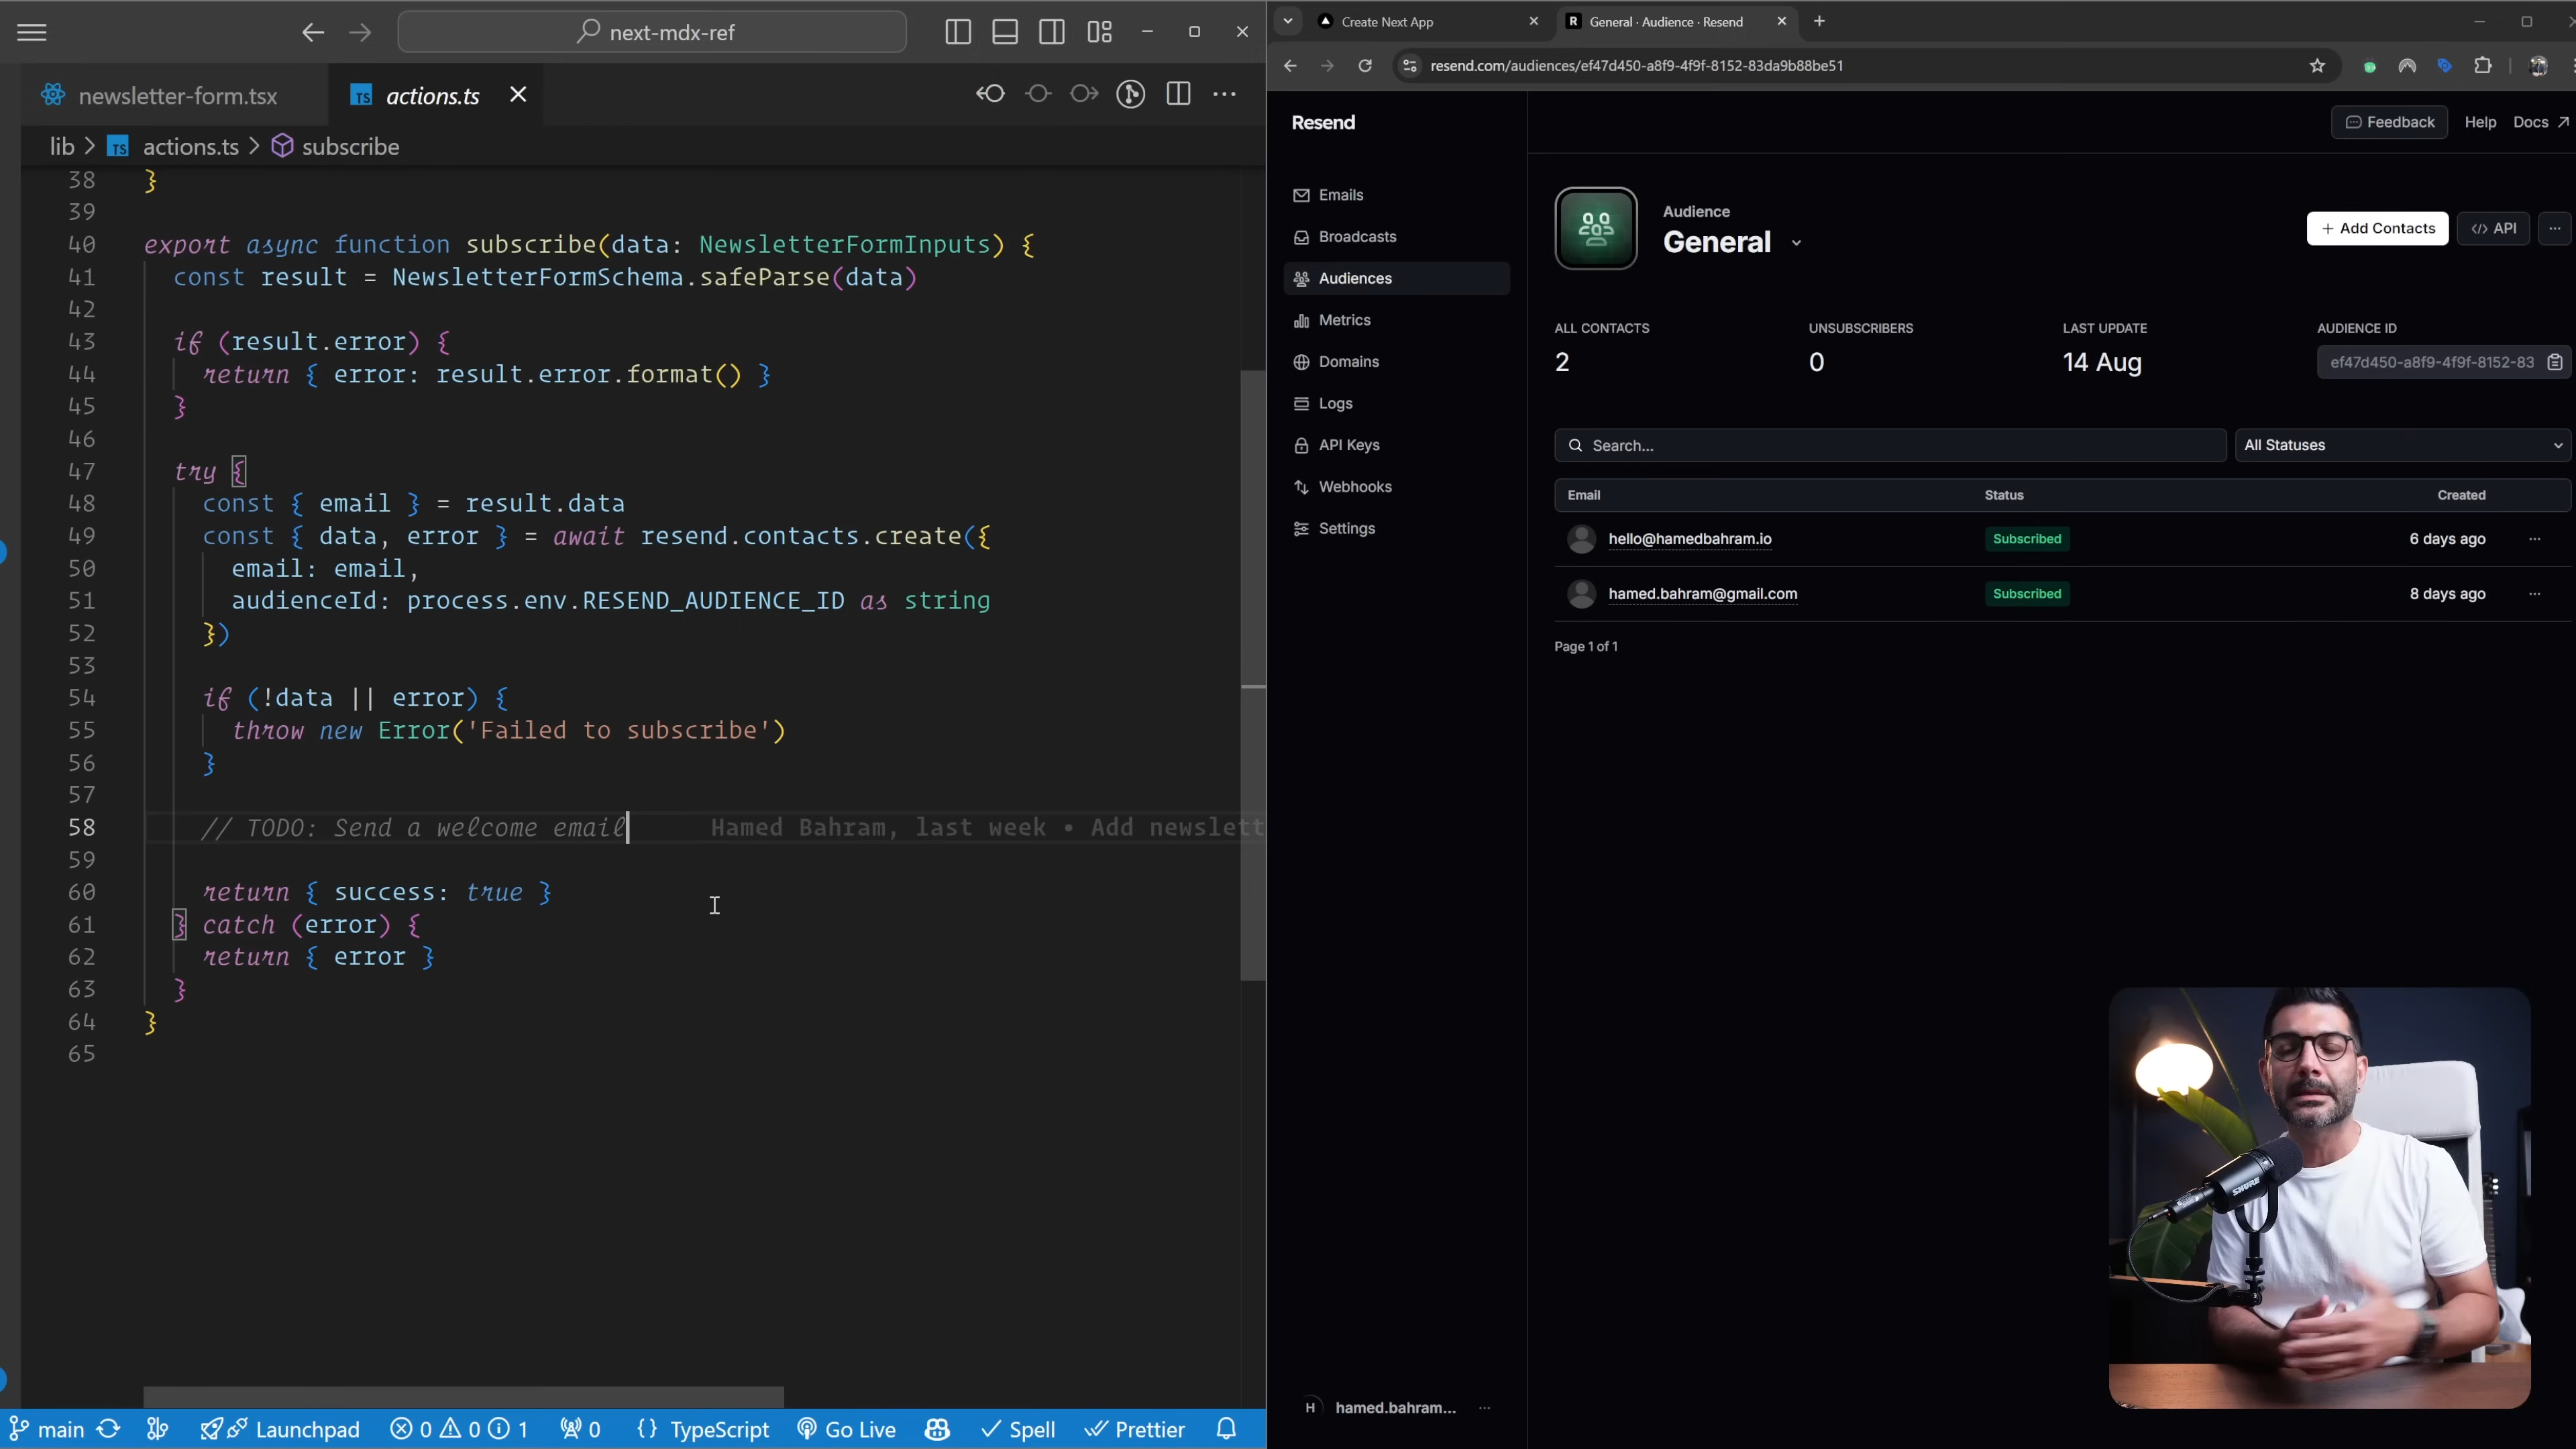 next-mdx-ref
newsletter-form.tsx
TS actions.ts
lib > TS actions.ts > subscribe
38 }
39
40 export async function subscribe(data: NewsletterFormInputs) {
41 const result = NewsletterFormSchema.safeParse(data)
42
43 if (result.error) {
44 return { error: result.error.format() }
45 }
46
47 try {
48 const { email } = result.data
49 const { data, error } = await resend.contacts.create({
50 email: email,
51 audienceId: process.env.RESEND_AUDIENCE_ID as string
52 })
53
54 if (!data || error) {
55 throw new Error('Failed to subscribe')
56 }
57
58 // TODO: Send a welcome email Hamed Bahram, last week • Add newslett
59
60 return { success: true }
61 } catch (error) {
62 return { error }
63 }
64 }
65
main Launchpad 0 0 1 0 {} TypeScript Go Live Spell Prettier
Create Next App
R General · Audience · Resend
resend.com/audiences/ef47d450-a8f9-4f9f-8152-83da9b88be51
Resend
Feedback Help Docs
Emails
Broadcasts
Audiences
Metrics
Domains
Logs
API Keys
Webhooks
Settings
Audience
General
+ Add Contacts
</> API
ALL CONTACTS UNSUBSCRIBERS LAST UPDATE AUDIENCE ID
2 0 14 Aug ef47d450-a8f9-4f9f-8152-83
Search...
All Statuses
Email Status Created
hello@hamedbahram.io Subscribed 6 days ago
hamed.bahram@gmail.com Subscribed 8 days ago
Page 1 of 1
SHURE
H hamed.bahram...